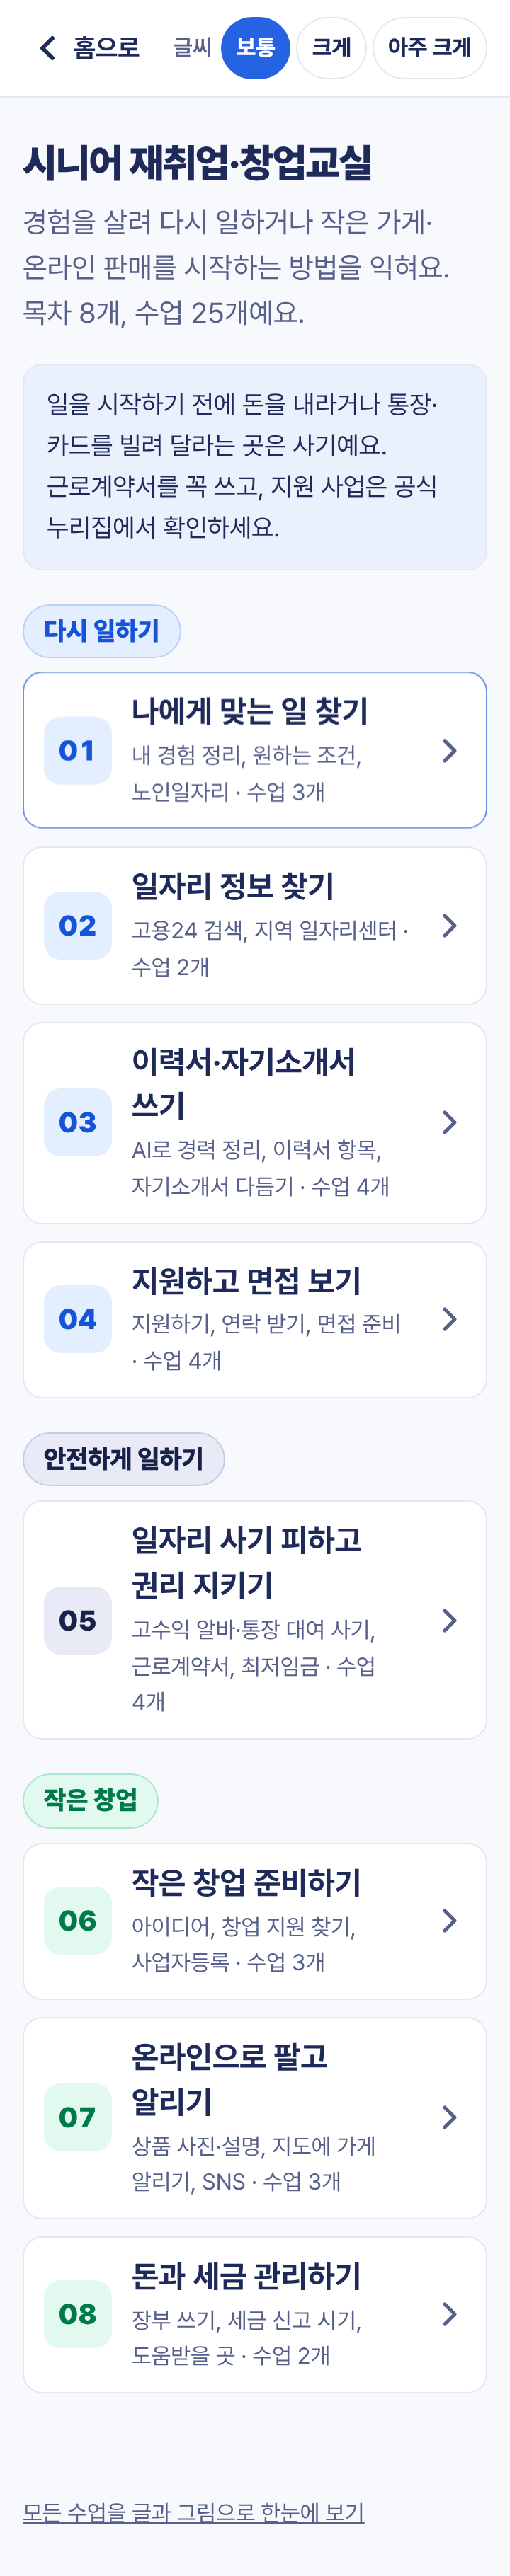 홈으로 글씨 보통 크게 아주 크게
시니어 재취업·창업교실
경험을 살려 다시 일하거나 작은 가게·
온라인 판매를 시작하는 방법을 익혀요.
목차 8개, 수업 25개예요.
일을 시작하기 전에 돈을 내라거나 통장·
카드를 빌려 달라는 곳은 사기예요.
근로계약서를 꼭 쓰고, 지원 사업은 공식
누리집에서 확인하세요.
다시 일하기
01
나에게 맞는 일 찾기
내 경험 정리, 원하는 조건,
노인일자리 · 수업 3개
02
일자리 정보 찾기
고용24 검색, 지역 일자리센터 ·
수업 2개
03
이력서·자기소개서
쓰기
AI로 경력 정리, 이력서 항목,
자기소개서 다듬기 · 수업 4개
04
지원하고 면접 보기
지원하기, 연락 받기, 면접 준비
· 수업 4개
안전하게 일하기
05
일자리 사기 피하고
권리 지키기
고수익 알바·통장 대여 사기,
근로계약서, 최저임금 · 수업
4개
작은 창업
06
작은 창업 준비하기
아이디어, 창업 지원 찾기,
사업자등록 · 수업 3개
07
온라인으로 팔고
알리기
상품 사진·설명, 지도에 가게
알리기, SNS · 수업 3개
08
돈과 세금 관리하기
장부 쓰기, 세금 신고 시기,
도움받을 곳 · 수업 2개
모든 수업을 글과 그림으로 한눈에 보기